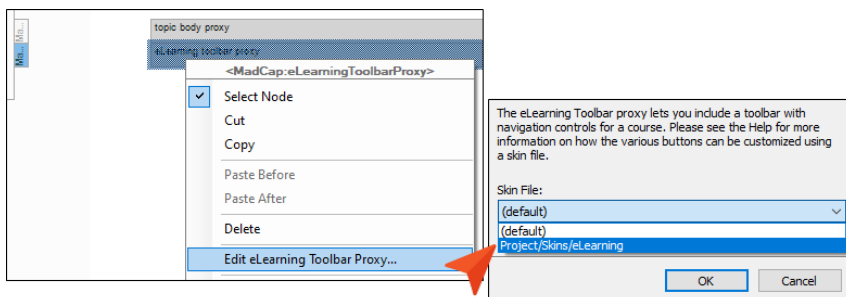 Ma...
Ma...
topic body proxy
eLearning toolbar proxy
<MadCap:eLearningToolbarProxy>
Select Node
Cut
Copy
Paste Before
Paste After
Delete
Edit eLearning Toolbar Proxy...
The eLearning Toolbar proxy lets you include a toolbar with
navigation controls for a course. Please see the Help for more
information on how the various buttons can be customized using
a skin file.
Skin File:
(default)
(default)
Project/Skins/eLearning
OK
Cancel